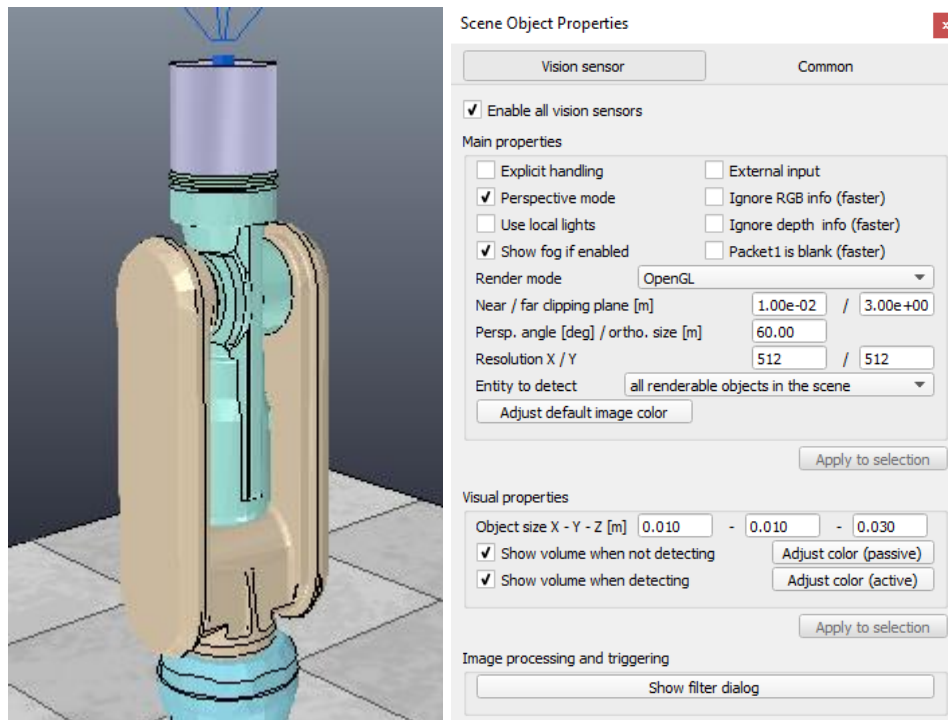 Scene Object Properties
x
Vision sensor Common
Enable all vision sensors
Main properties
Explicit handling External input
Perspective mode Ignore RGB info (faster)
Use local lights Ignore depth info (faster)
Show fog if enabled Packet1 is blank (faster)
Render mode OpenGL
Near / far clipping plane [m] 1.00e-02 / 3.00e+00
Persp. angle [deg] / ortho. size [m] 60.00
Resolution X / Y 512 / 512
Entity to detect all renderable objects in the scene
Adjust default image color
Apply to selection
Visual properties
Object size X - Y - Z [m] 0.010 - 0.010 - 0.030
Show volume when not detecting Adjust color (passive)
Show volume when detecting Adjust color (active)
Apply to selection
Image processing and triggering
Show filter dialog